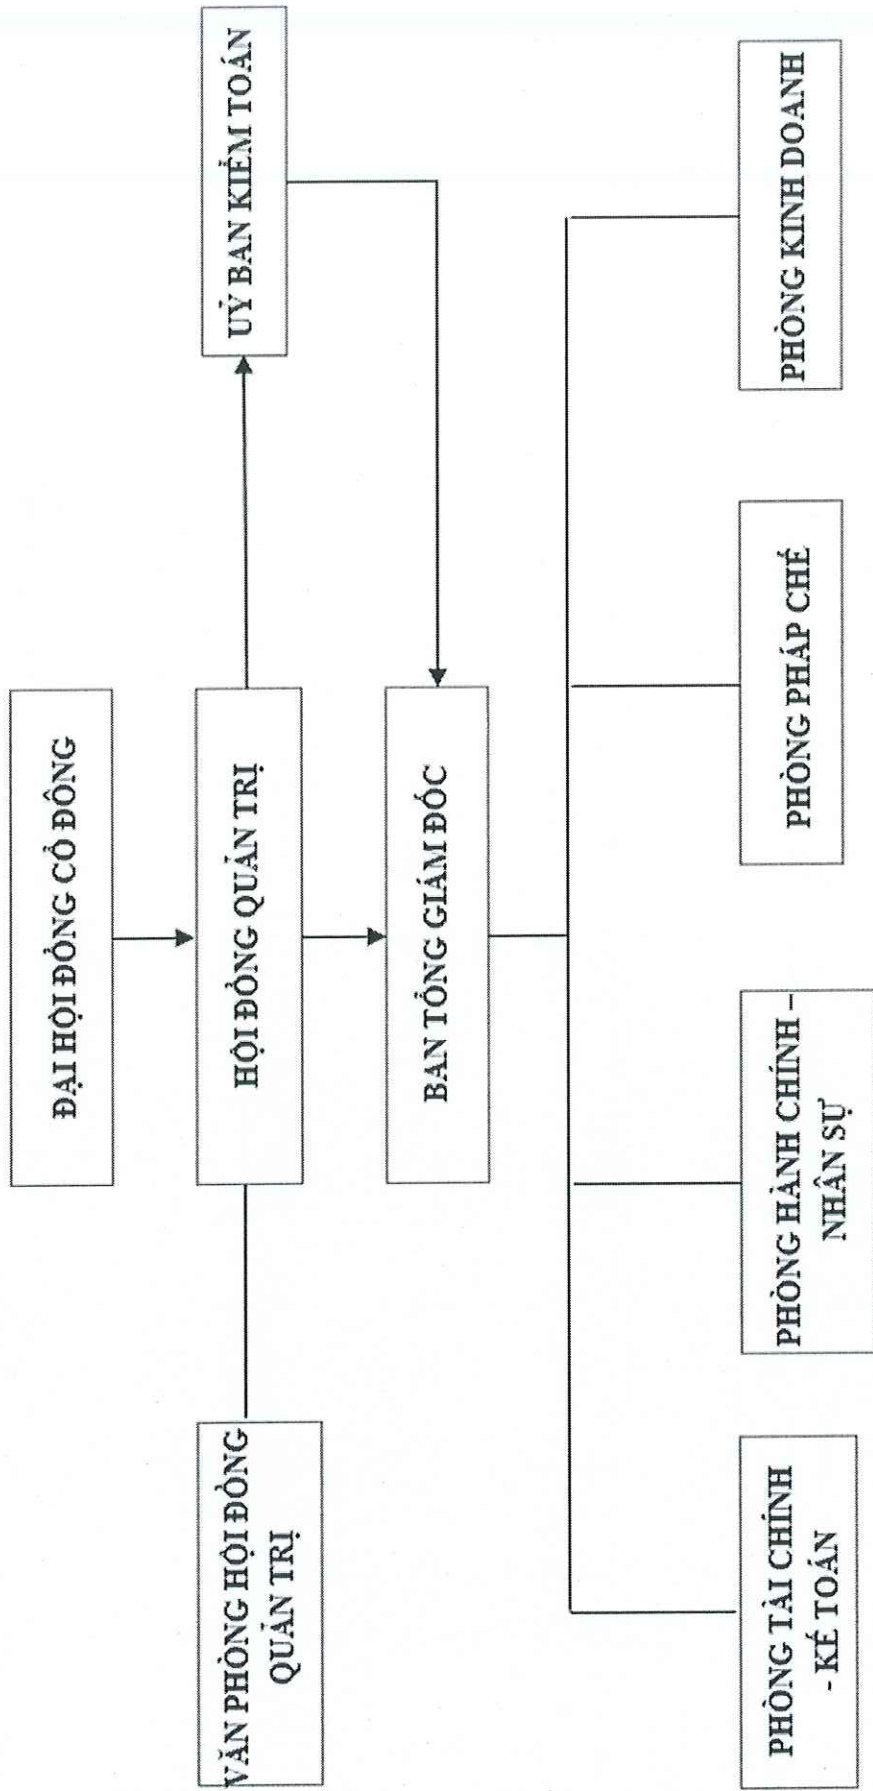 ĐẠI HỘI ĐỒNG CỔ ĐÔNG
VĂN PHÒNG HỘI ĐỒNG
QUẢN TRỊ
HỘI ĐỒNG QUẢN TRỊ
UỶ BAN KIỂM TOÁN
BAN TỔNG GIÁM ĐỐC
PHÒNG TÀI CHÍNH
- KẾ TOÁN
PHÒNG HÀNH CHÍNH –
NHÂN SỰ
PHÒNG PHÁP CHẾ
PHÒNG KINH DOANH